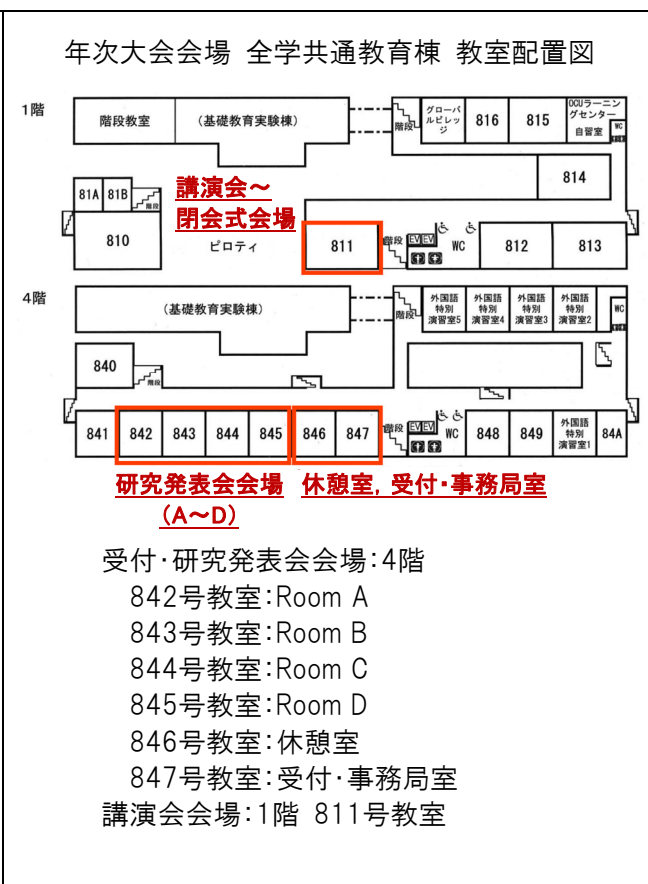 年次大会会場 全学共通教育棟 教室配置図
1階
階段教室
(基礎教育実験棟)
階段
グローバ
ルビレッ
ジ
816
815
OCUラーニン
グセンター
自習室
WC
814
81A
81B
階段
講演会~
閉会式会場
810
ピロティ
811
階段
EV
EV
WC
812
813
4階
(基礎教育実験棟)
階段
外国語
特別
演習室5
外国語
特別
演習室4
外国語
特別
演習室3
外国語
特別
演習室2
WC
840
階段
841
842
843
844
845
846
847
階段
EV
EV
WC
848
849
外国語
特別
演習室1
84A
研究発表会会場
(A~D)
休憩室, 受付・事務局室
受付・研究発表会会場:4階
842号教室:Room A
843号教室:Room B
844号教室:Room C
845号教室:Room D
846号教室:休憩室
847号教室:受付・事務局室
講演会会場:1階 811号教室